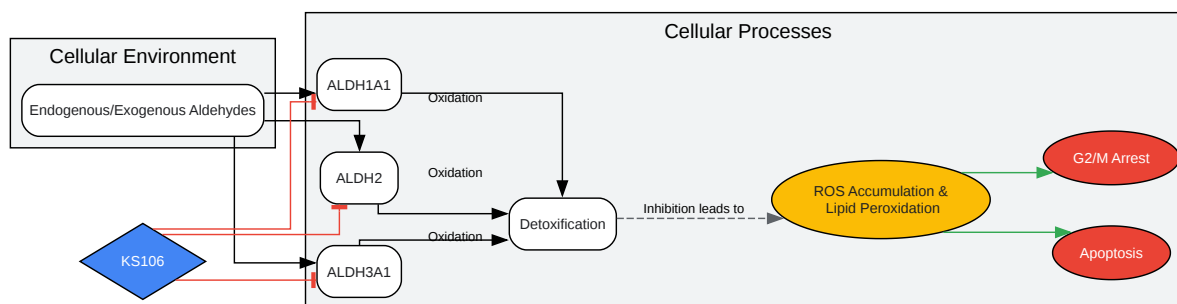 Cellular Processes
Cellular Environment
Endogenous/Exogenous Aldehydes
ALDH1A1
Oxidation
ALDH2
Oxidation
Detoxification
Inhibition leads to
ROS Accumulation &
Lipid Peroxidation
G2/M Arrest
Apoptosis
KS106
ALDH3A1
Oxidation